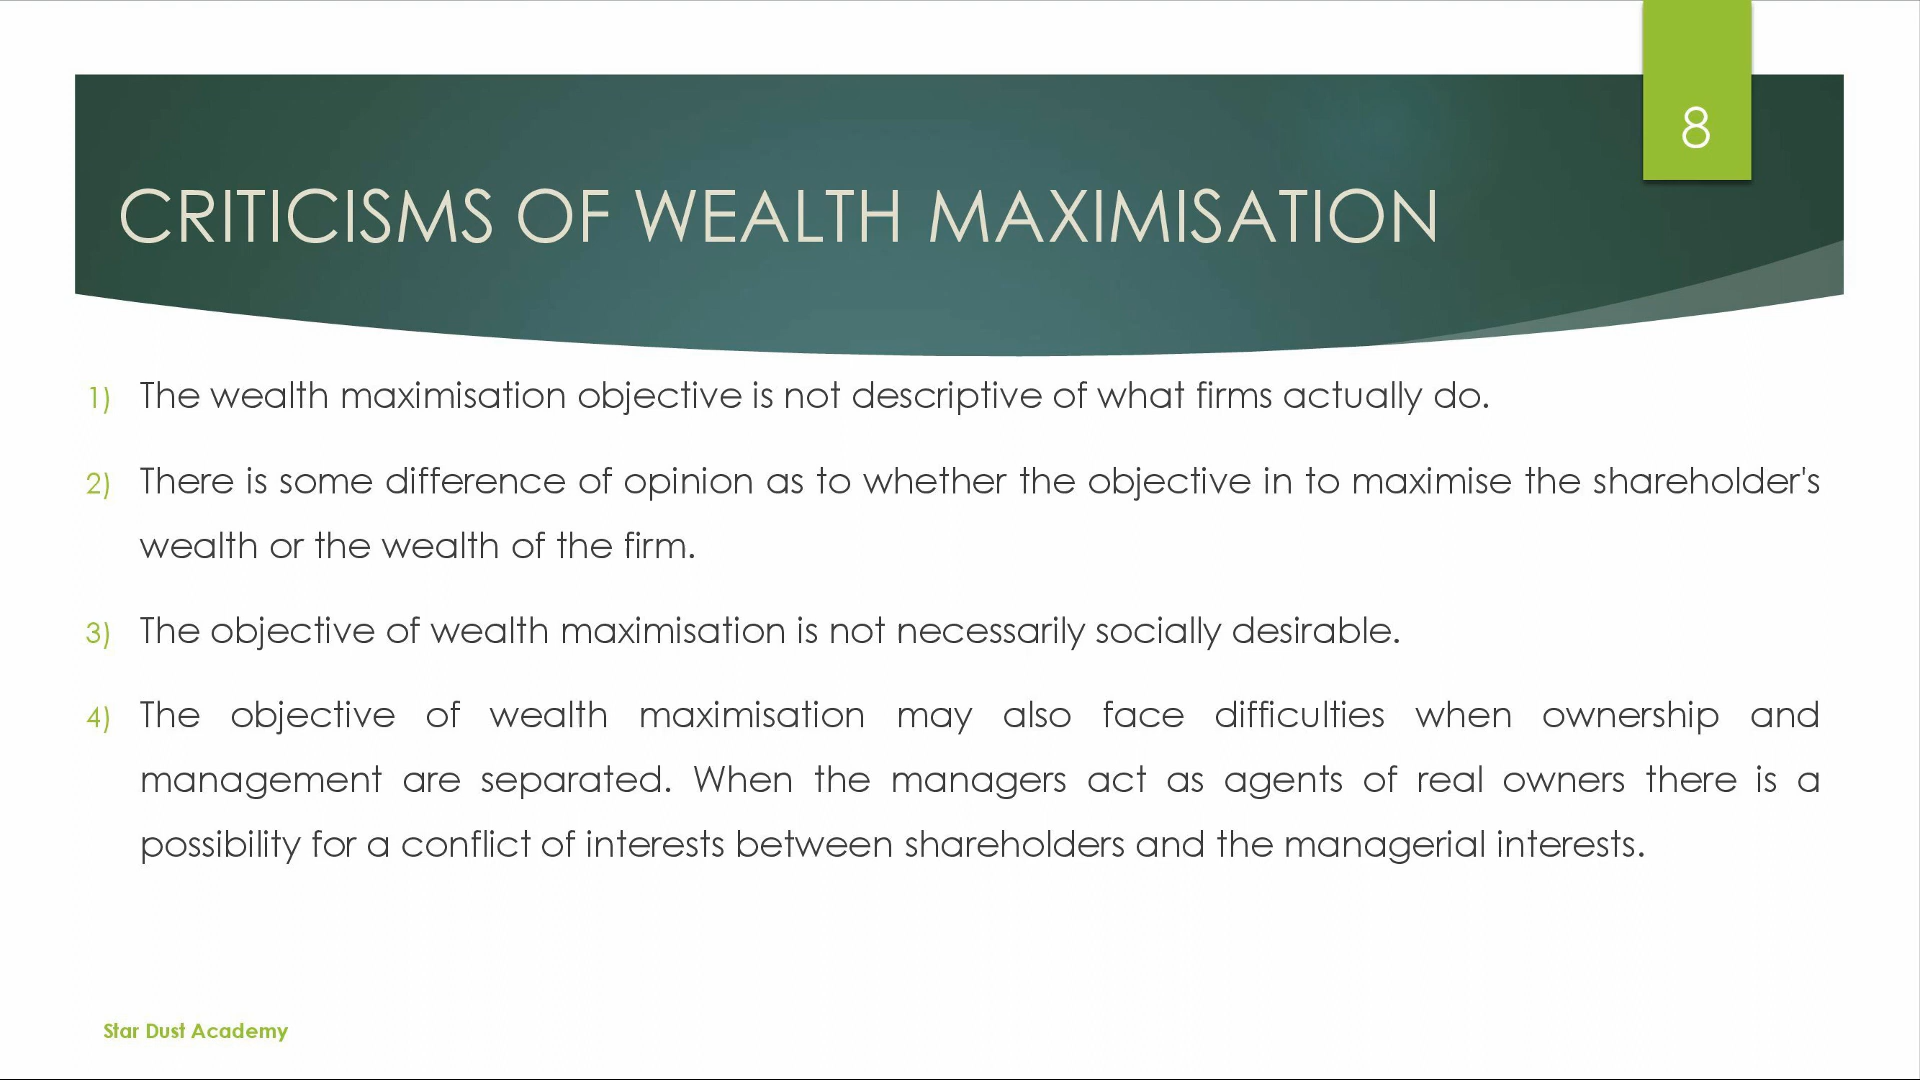 8
CRITICISMS OF WEALTH MAXIMISATION
1) The wealth maximisation objective is not descriptive of what firms actually do.
2) There is some difference of opinion as to whether the objective in to maximise the shareholder's
wealth or the wealth of the firm.
3) The objective of wealth maximisation is not necessarily socially desirable.
4) The objective of wealth maximisation may also face difficulties when ownership and
management are separated. When the managers act as agents of real owners there is a
possibility for a conflict of interests between shareholders and the managerial interests.
Star Dust Academy